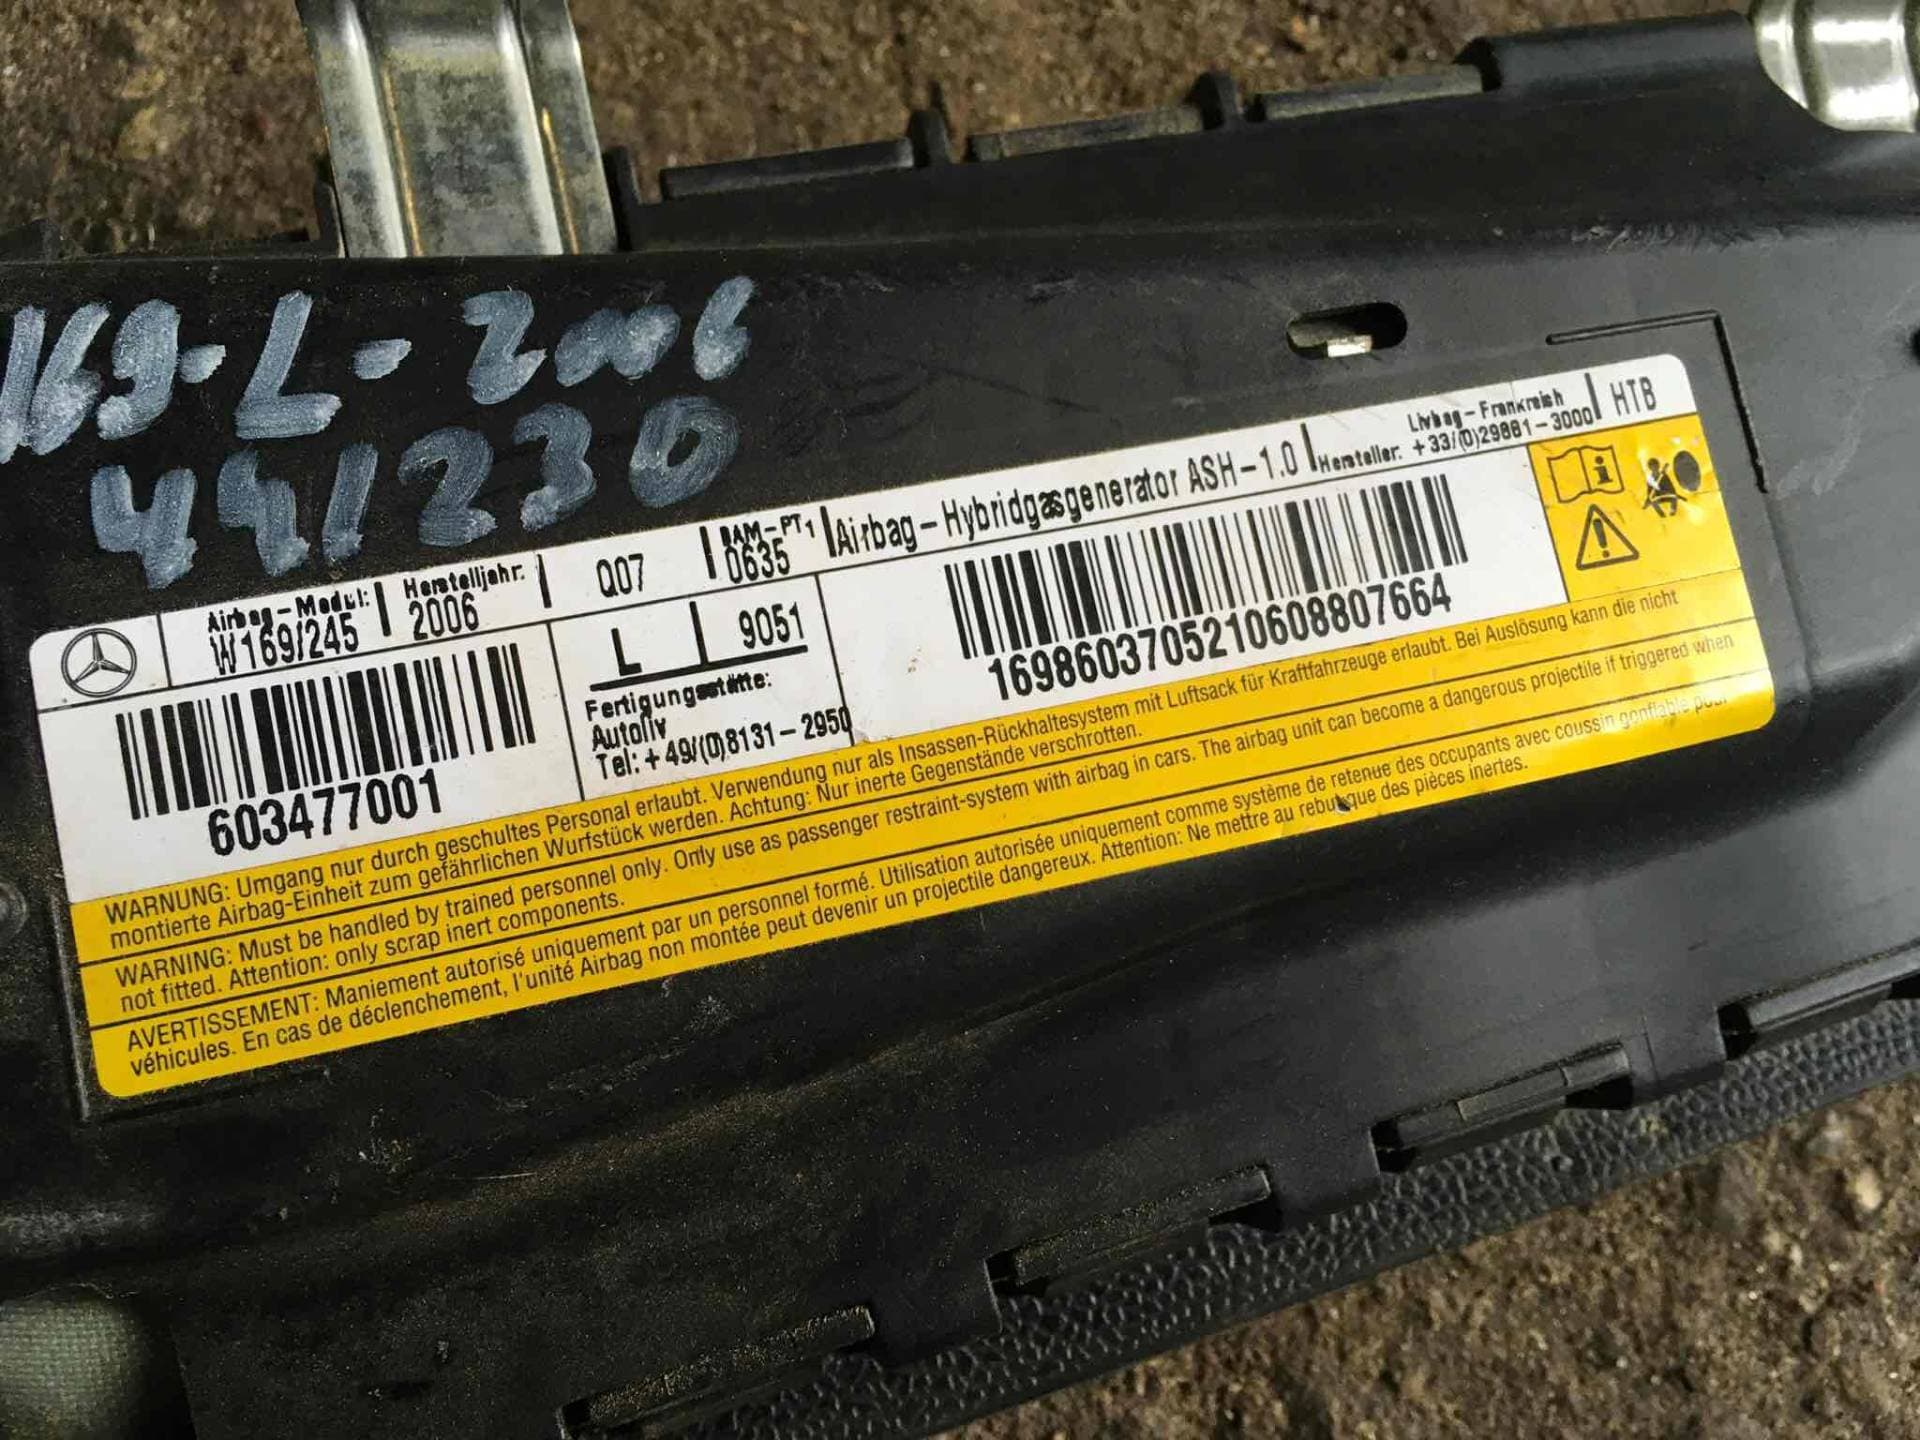 169-L-2006
441230
Airbag-Modul: Herstelljahr. BAM-PT1
W169/245 2006 Q07 0635 Airbag-Hybridgasgenerator ASH-1.0 Hersteller: Livbag-Frankreich +33/(0)29881-3000 HTB
603477001
L 9051
Fertigungsstätte:
Autoliv
Tel: +49/(0)8131-2950
1698603705210608807664
WARNUNG: Umgang nur durch geschultes Personal erlaubt. Verwendung nur als Insassen-Rückhaltesystem mit Luftsack für Kraftfahrzeuge erlaubt. Bei Auslösung kann die nicht
montierte Airbag-Einheit zum gefährlichen Wurfstück werden. Achtung: Nur inerte Gegenstände verschrotten.
WARNING: Must be handled by trained personnel only. Only use as passenger restraint-system with airbag in cars. The airbag unit can become a dangerous projectile if triggered when
not fitted. Attention: only scrap inert components.
AVERTISSEMENT: Maniement autorisé uniquement par un personnel formé. Utilisation autorisée uniquement comme système de retenue des occupants avec coussin gonflable pour
véhicules. En cas de déclenchement, l'unité Airbag non montée peut devenir un projectile dangereux. Attention: Ne mettre au rebut que des pièces inertes.